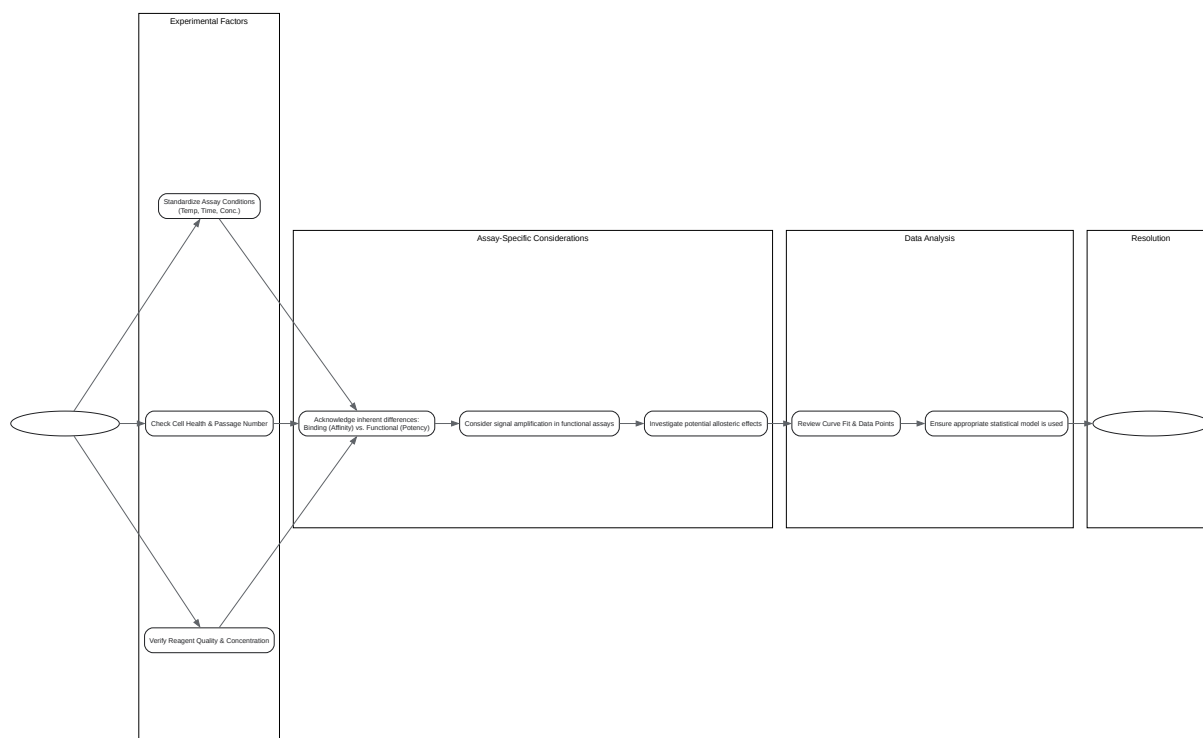 Experimental Factors
Standardize Assay Conditions
(Temp, Time, Conc.)
Check Cell Health & Passage Number
Verify Reagent Quality & Concentration
Assay-Specific Considerations
Acknowledge inherent differences:
Binding (Affinity) vs. Functional (Potency)
Consider signal amplification in functional assays
Investigate potential allosteric effects
Data Analysis
Review Curve Fit & Data Points
Ensure appropriate statistical model is used
Resolution